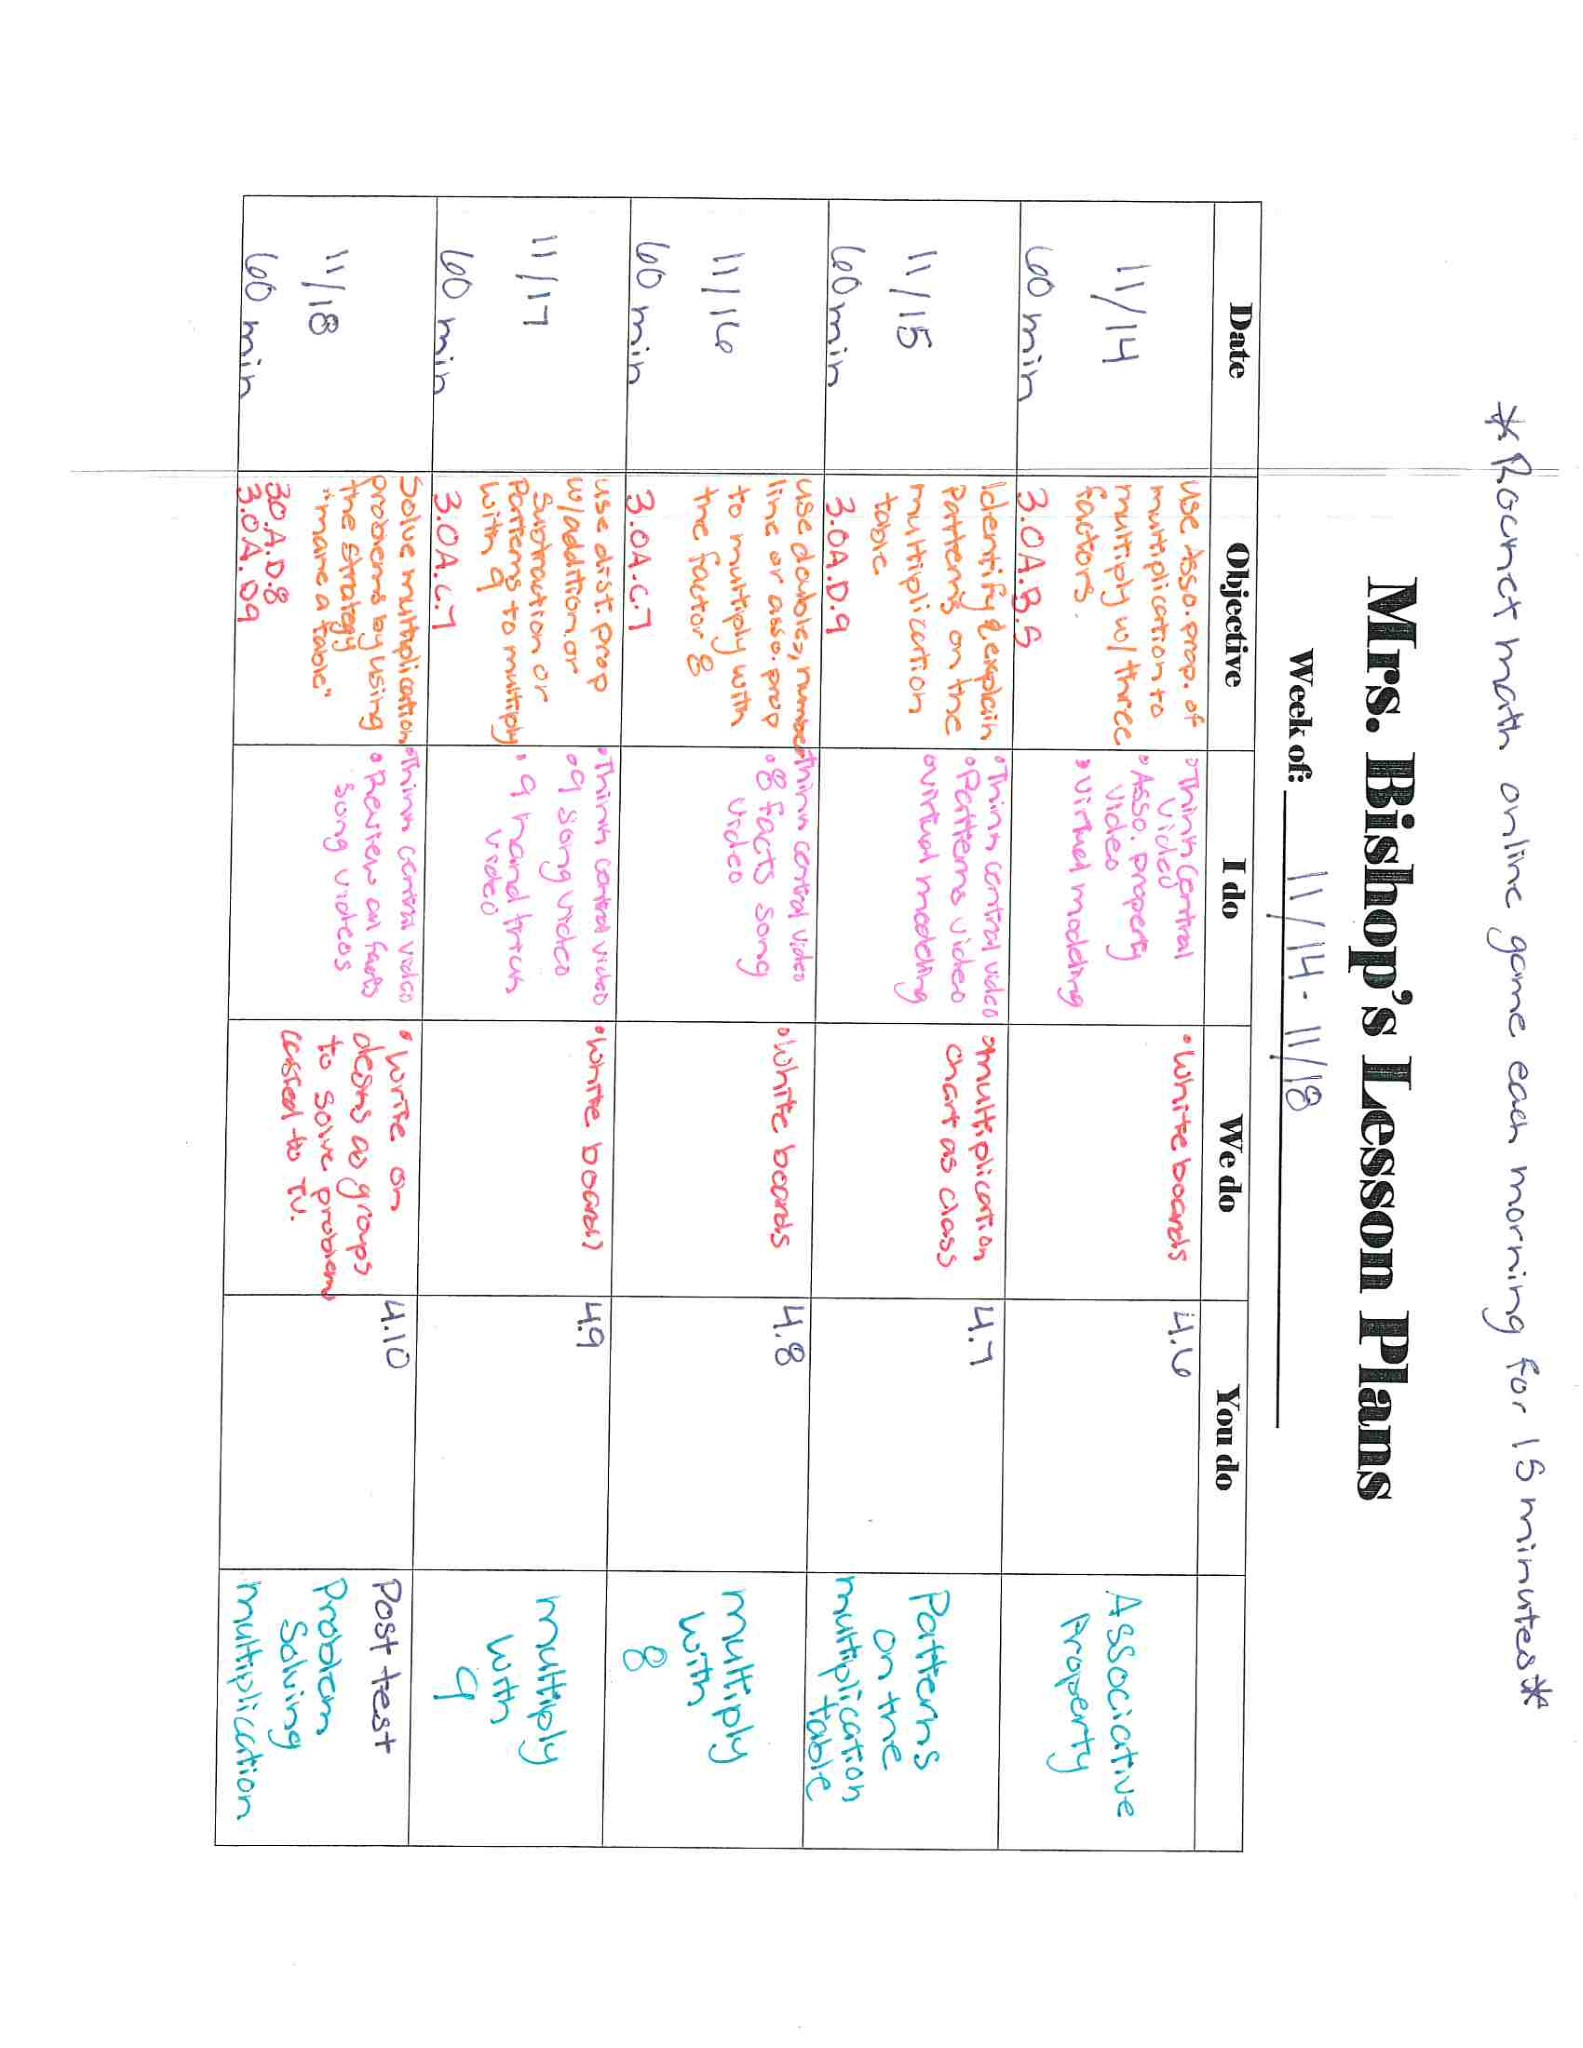 *Rocket math online game each morning for 15 minutes*
Mrs. Bishop's Lesson Plans
Week of: 11/14-11/18
Date
Objective
I do
We do
You do
11/14
60 min
use Asso. prop. of
multiplication to
multiply w/ three
factors.
3.OA.B.5
•Think Central
Video
•Asso. property
video
•virtual modeling
•White boards
4.6
Associative
Property
11/15
60 min
Identify & explain
patterns on the
multiplication
table
3.OA.D.9
•Think central video
•Patterns video
•virtual modeling
•multiplication
chart as class
4.7
Patterns
on the
multiplication
table
11/16
60 min
use doubles, number
line or asso. prop
to multiply with
the factor 8
3.OA.C.7
•Think central video
•8 facts song
video
•White boards
4.8
multiply
with
8
11/17
60 min
use dist. prop
w/addition or
Subtraction or
Patterns to multiply
with 9
3.OA.C.7
•Think central video
•9 song video
•9 hand trick
video
•White boards
4.9
multiply
with
9
11/18
60 min
Solve multiplication
problems by using
the strategy
"make a table"
3O.A.D.8
3.OA.D9
•Think central video
•Review all facts
song videos
•Write on
desks as groups
to solve problems
casted to TV.
4.10
Post test
Problem
Solving
multiplication